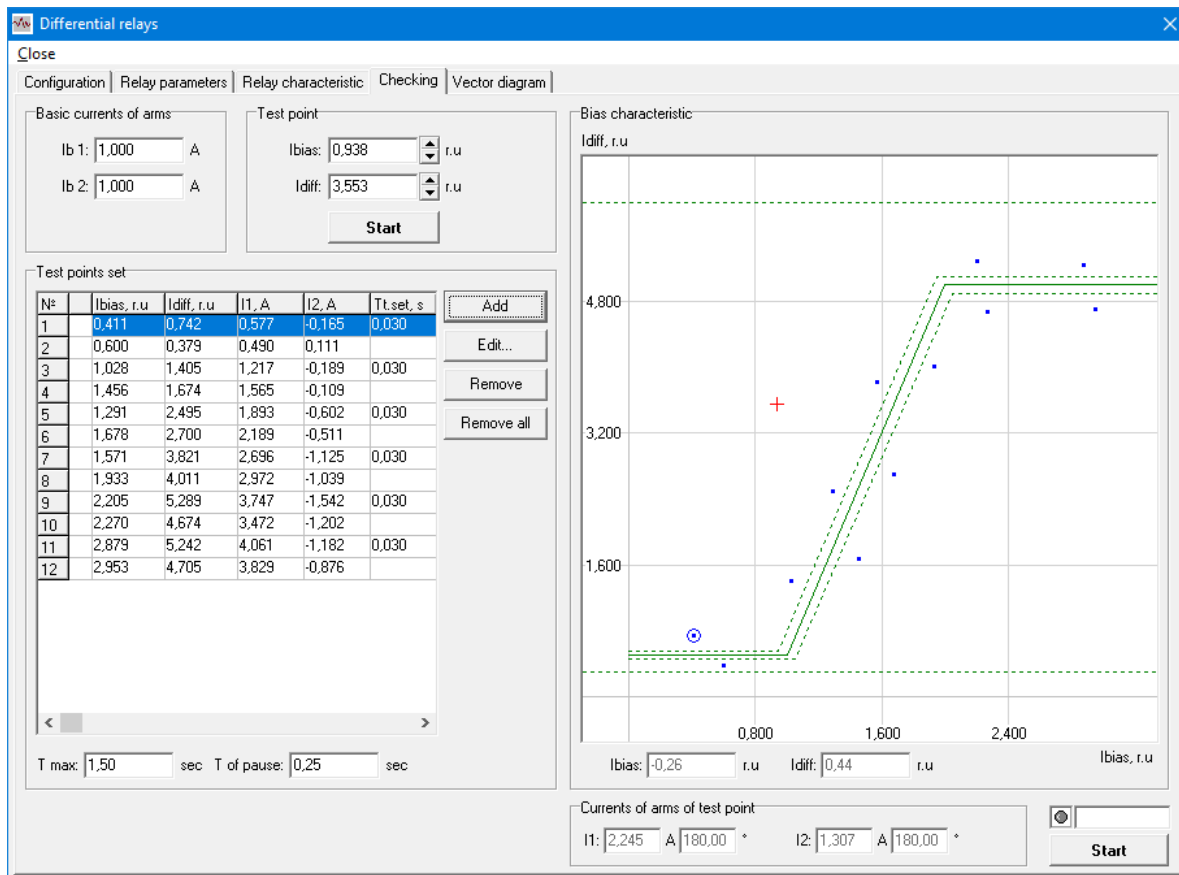 Differential relays
Close
Configuration Relay parameters Relay characteristic Checking Vector diagram
Basic currents of arms
Ib 1: 1,000 A
Ib 2: 1,000 A
Test point
Ibias: 0,938 r.u
Idiff: 3,553 r.u
Start
Test points set
Nº Ibias, r.u Idiff, r.u I1, A I2, A Tt.set, s
1 0,411 0,742 0,577 -0,165 0,030
2 0,600 0,379 0,490 0,111
3 1,028 1,405 1,217 -0,189 0,030
4 1,456 1,674 1,565 -0,109
5 1,291 2,495 1,893 -0,602 0,030
6 1,678 2,700 2,189 -0,511
7 1,571 3,821 2,696 -1,125 0,030
8 1,933 4,011 2,972 -1,039
9 2,205 5,289 3,747 -1,542 0,030
10 2,270 4,674 3,472 -1,202
11 2,879 5,242 4,061 -1,182 0,030
12 2,953 4,705 3,829 -0,876
Add
Edit...
Remove
Remove all
T max: 1,50 sec T of pause: 0,25 sec
Bias characteristic
Idiff, r.u
4,800
3,200
1,600
0,800 1,600 2,400
Ibias, r.u
Ibias: -0,26 r.u Idiff: 0,44 r.u
Currents of arms of test point
I1: 2,245 A 180,00 ° I2: 1,307 A 180,00 °
Start